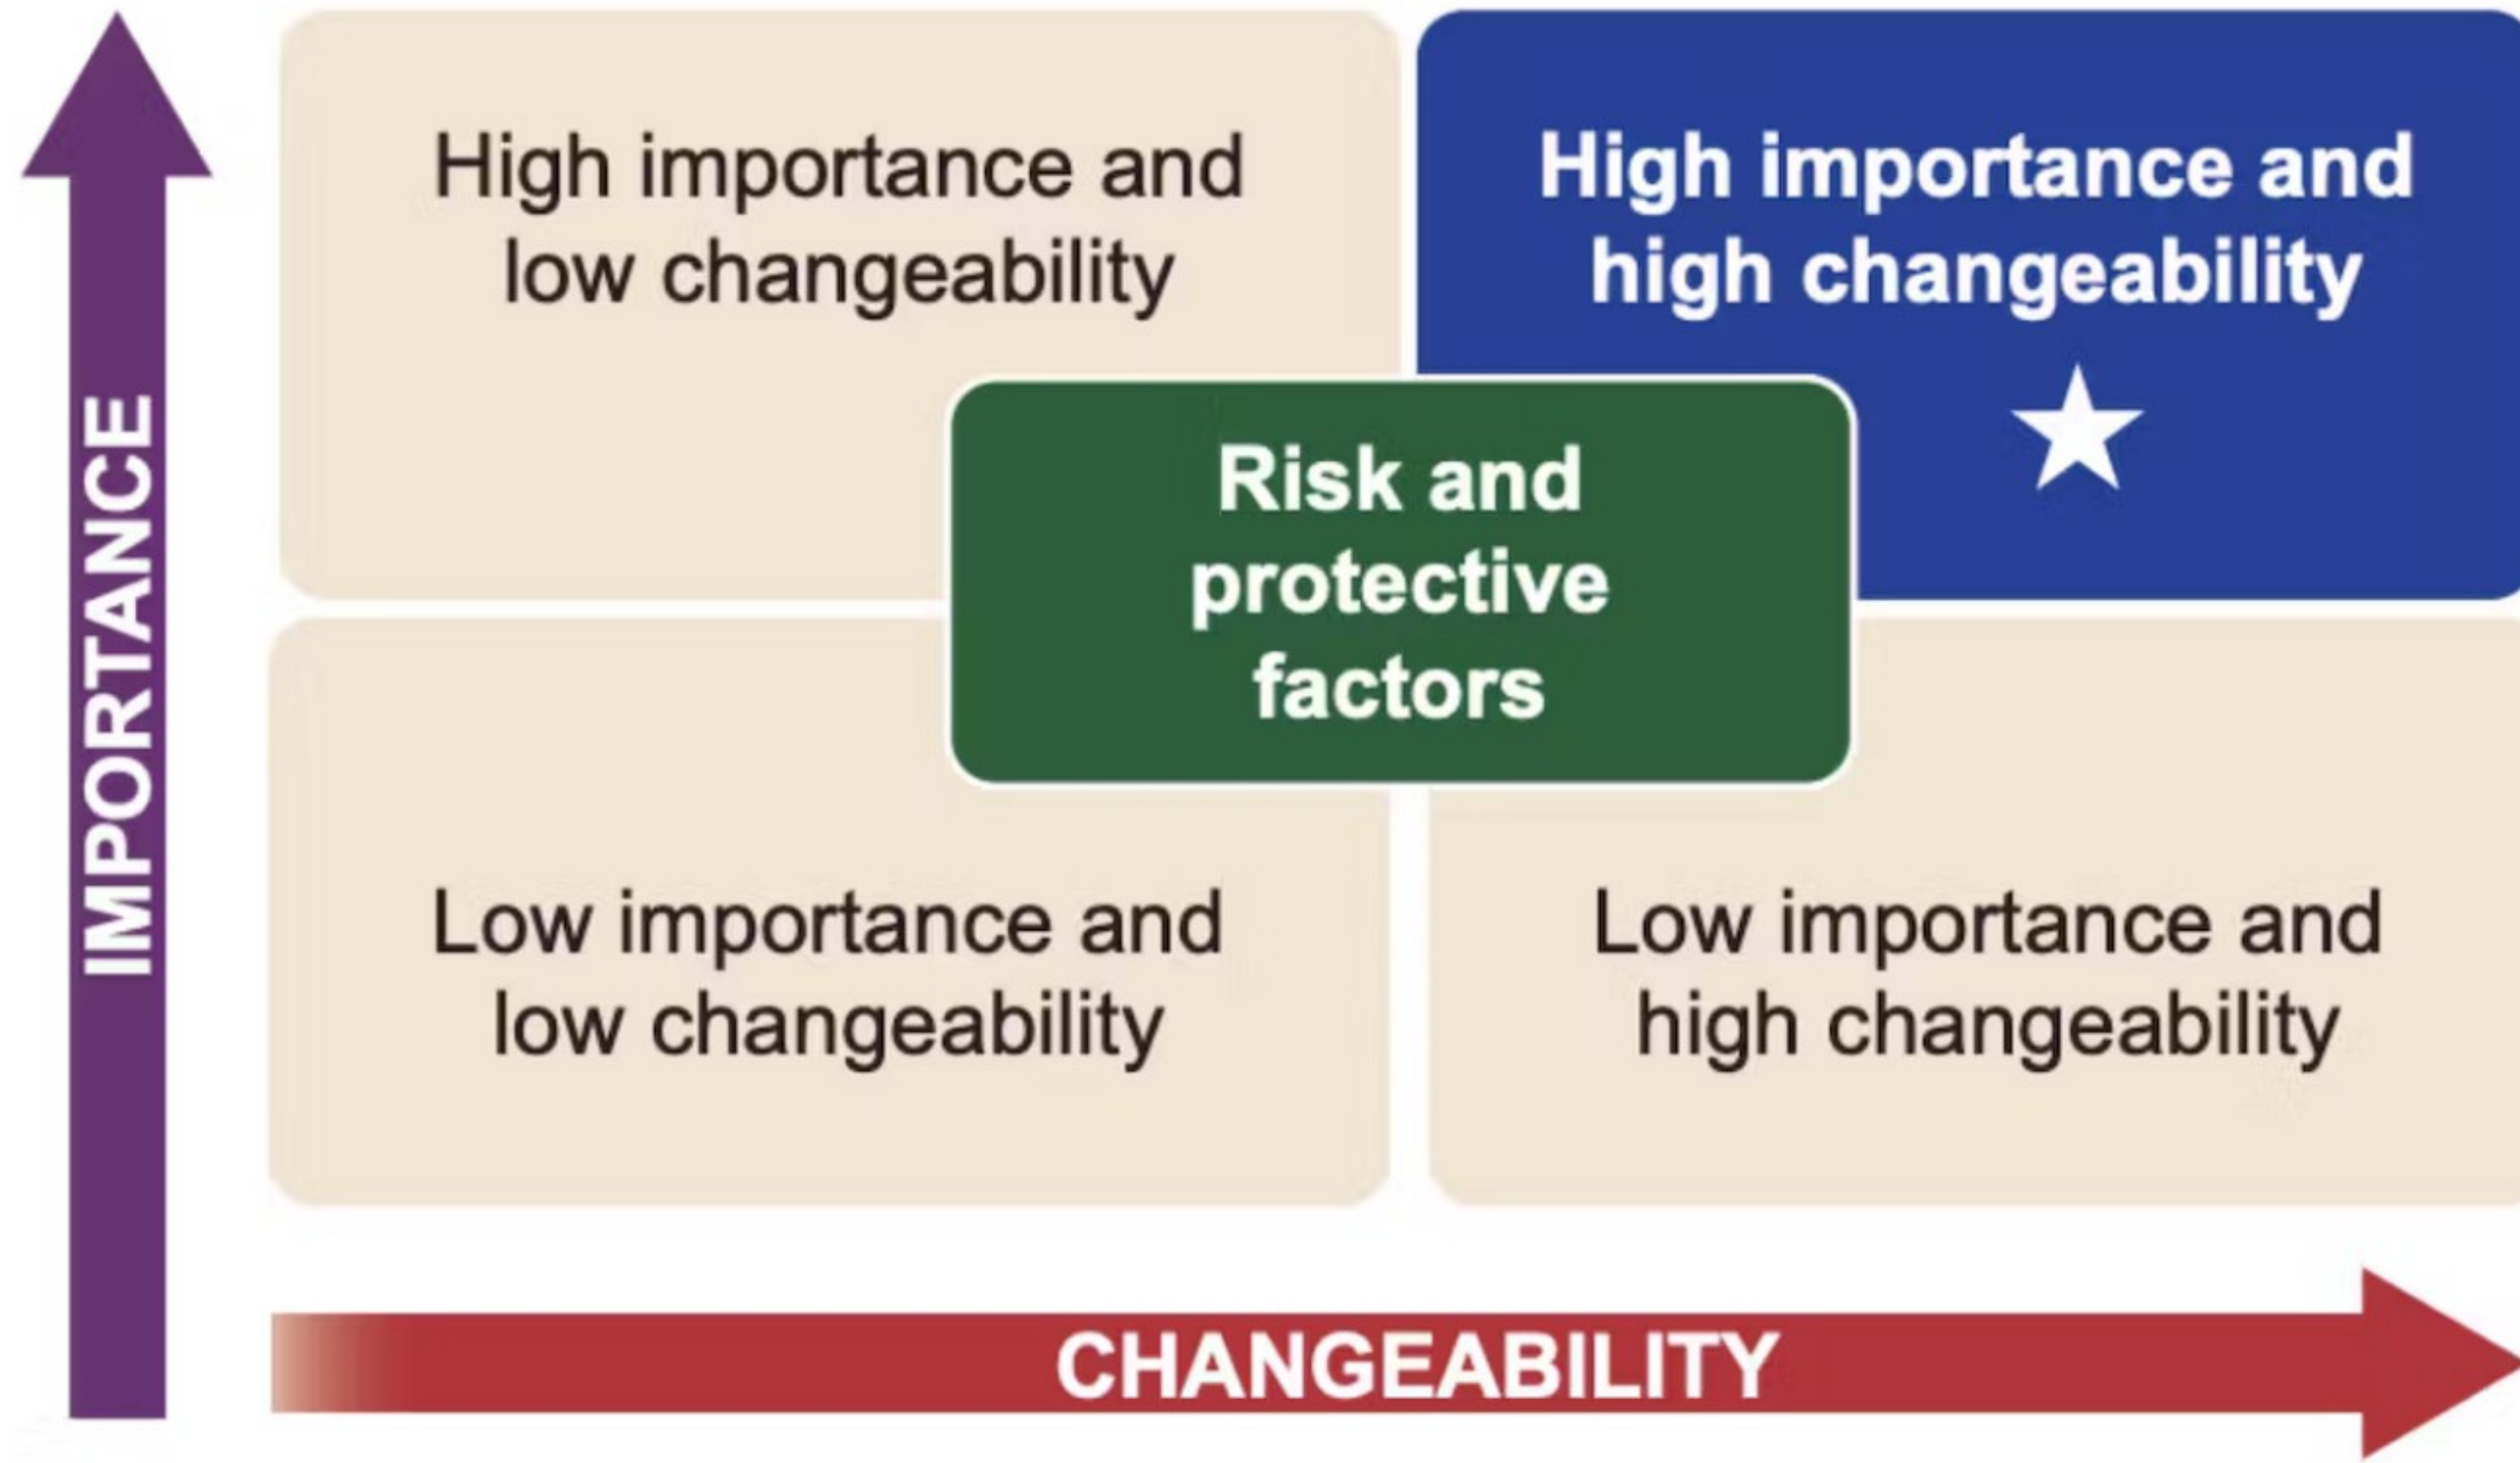 High importance and
low changeability
High importance and
high changeability
Risk and
protective
factors
IMPORTANCE
Low importance and
low changeability
Low importance and
high changeability
CHANGEABILITY